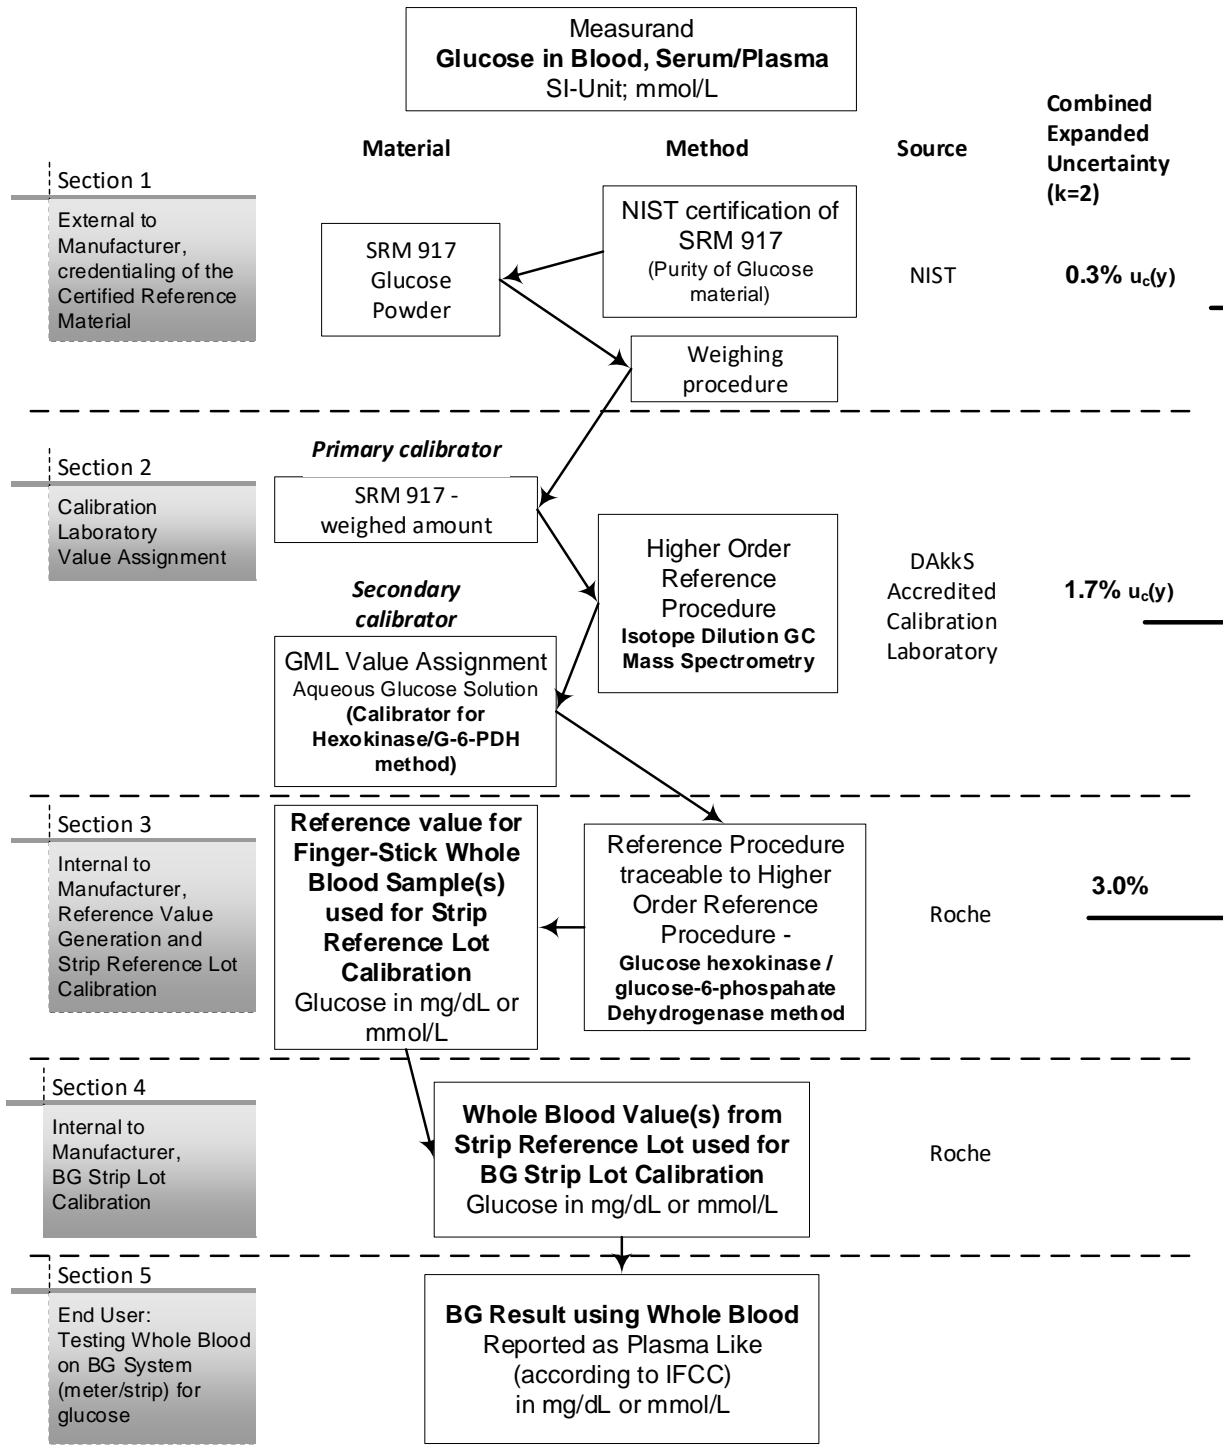 Measurand
Glucose in Blood, Serum/Plasma
SI-Unit; mmol/L
Material
Method
Source
Combined
Expanded
Uncertainty
(k=2)
Section 1
External to
Manufacturer,
credentialing of the
Certified Reference
Material
SRM 917
Glucose
Powder
NIST certification of
SRM 917
(Purity of Glucose
material)
NIST
0.3% uc(y)
Weighing
procedure
Section 2
Calibration
Laboratory
Value Assignment
Primary calibrator
SRM 917 -
weighed amount
Higher Order
Reference
Procedure
Isotope Dilution GC
Mass Spectrometry
DAkkS
Accredited
Calibration
Laboratory
1.7% uc(y)
Secondary
calibrator
GML Value Assignment
Aqueous Glucose Solution
(Calibrator for
Hexokinase/G-6-PDH
method)
Section 3
Internal to
Manufacturer,
Reference Value
Generation and
Strip Reference Lot
Calibration
Reference value for
Finger-Stick Whole
Blood Sample(s)
used for Strip
Reference Lot
Calibration
Glucose in mg/dL or
mmol/L
Reference Procedure
traceable to Higher
Order Reference
Procedure -
Glucose hexokinase /
glucose-6-phospahate
Dehydrogenase method
Roche
3.0%
Section 4
Internal to
Manufacturer,
BG Strip Lot
Calibration
Whole Blood Value(s) from
Strip Reference Lot used for
BG Strip Lot Calibration
Glucose in mg/dL or mmol/L
Roche
Section 5
End User:
Testing Whole Blood
on BG System
(meter/strip) for
glucose
BG Result using Whole Blood
Reported as Plasma Like
(according to IFCC)
in mg/dL or mmol/L